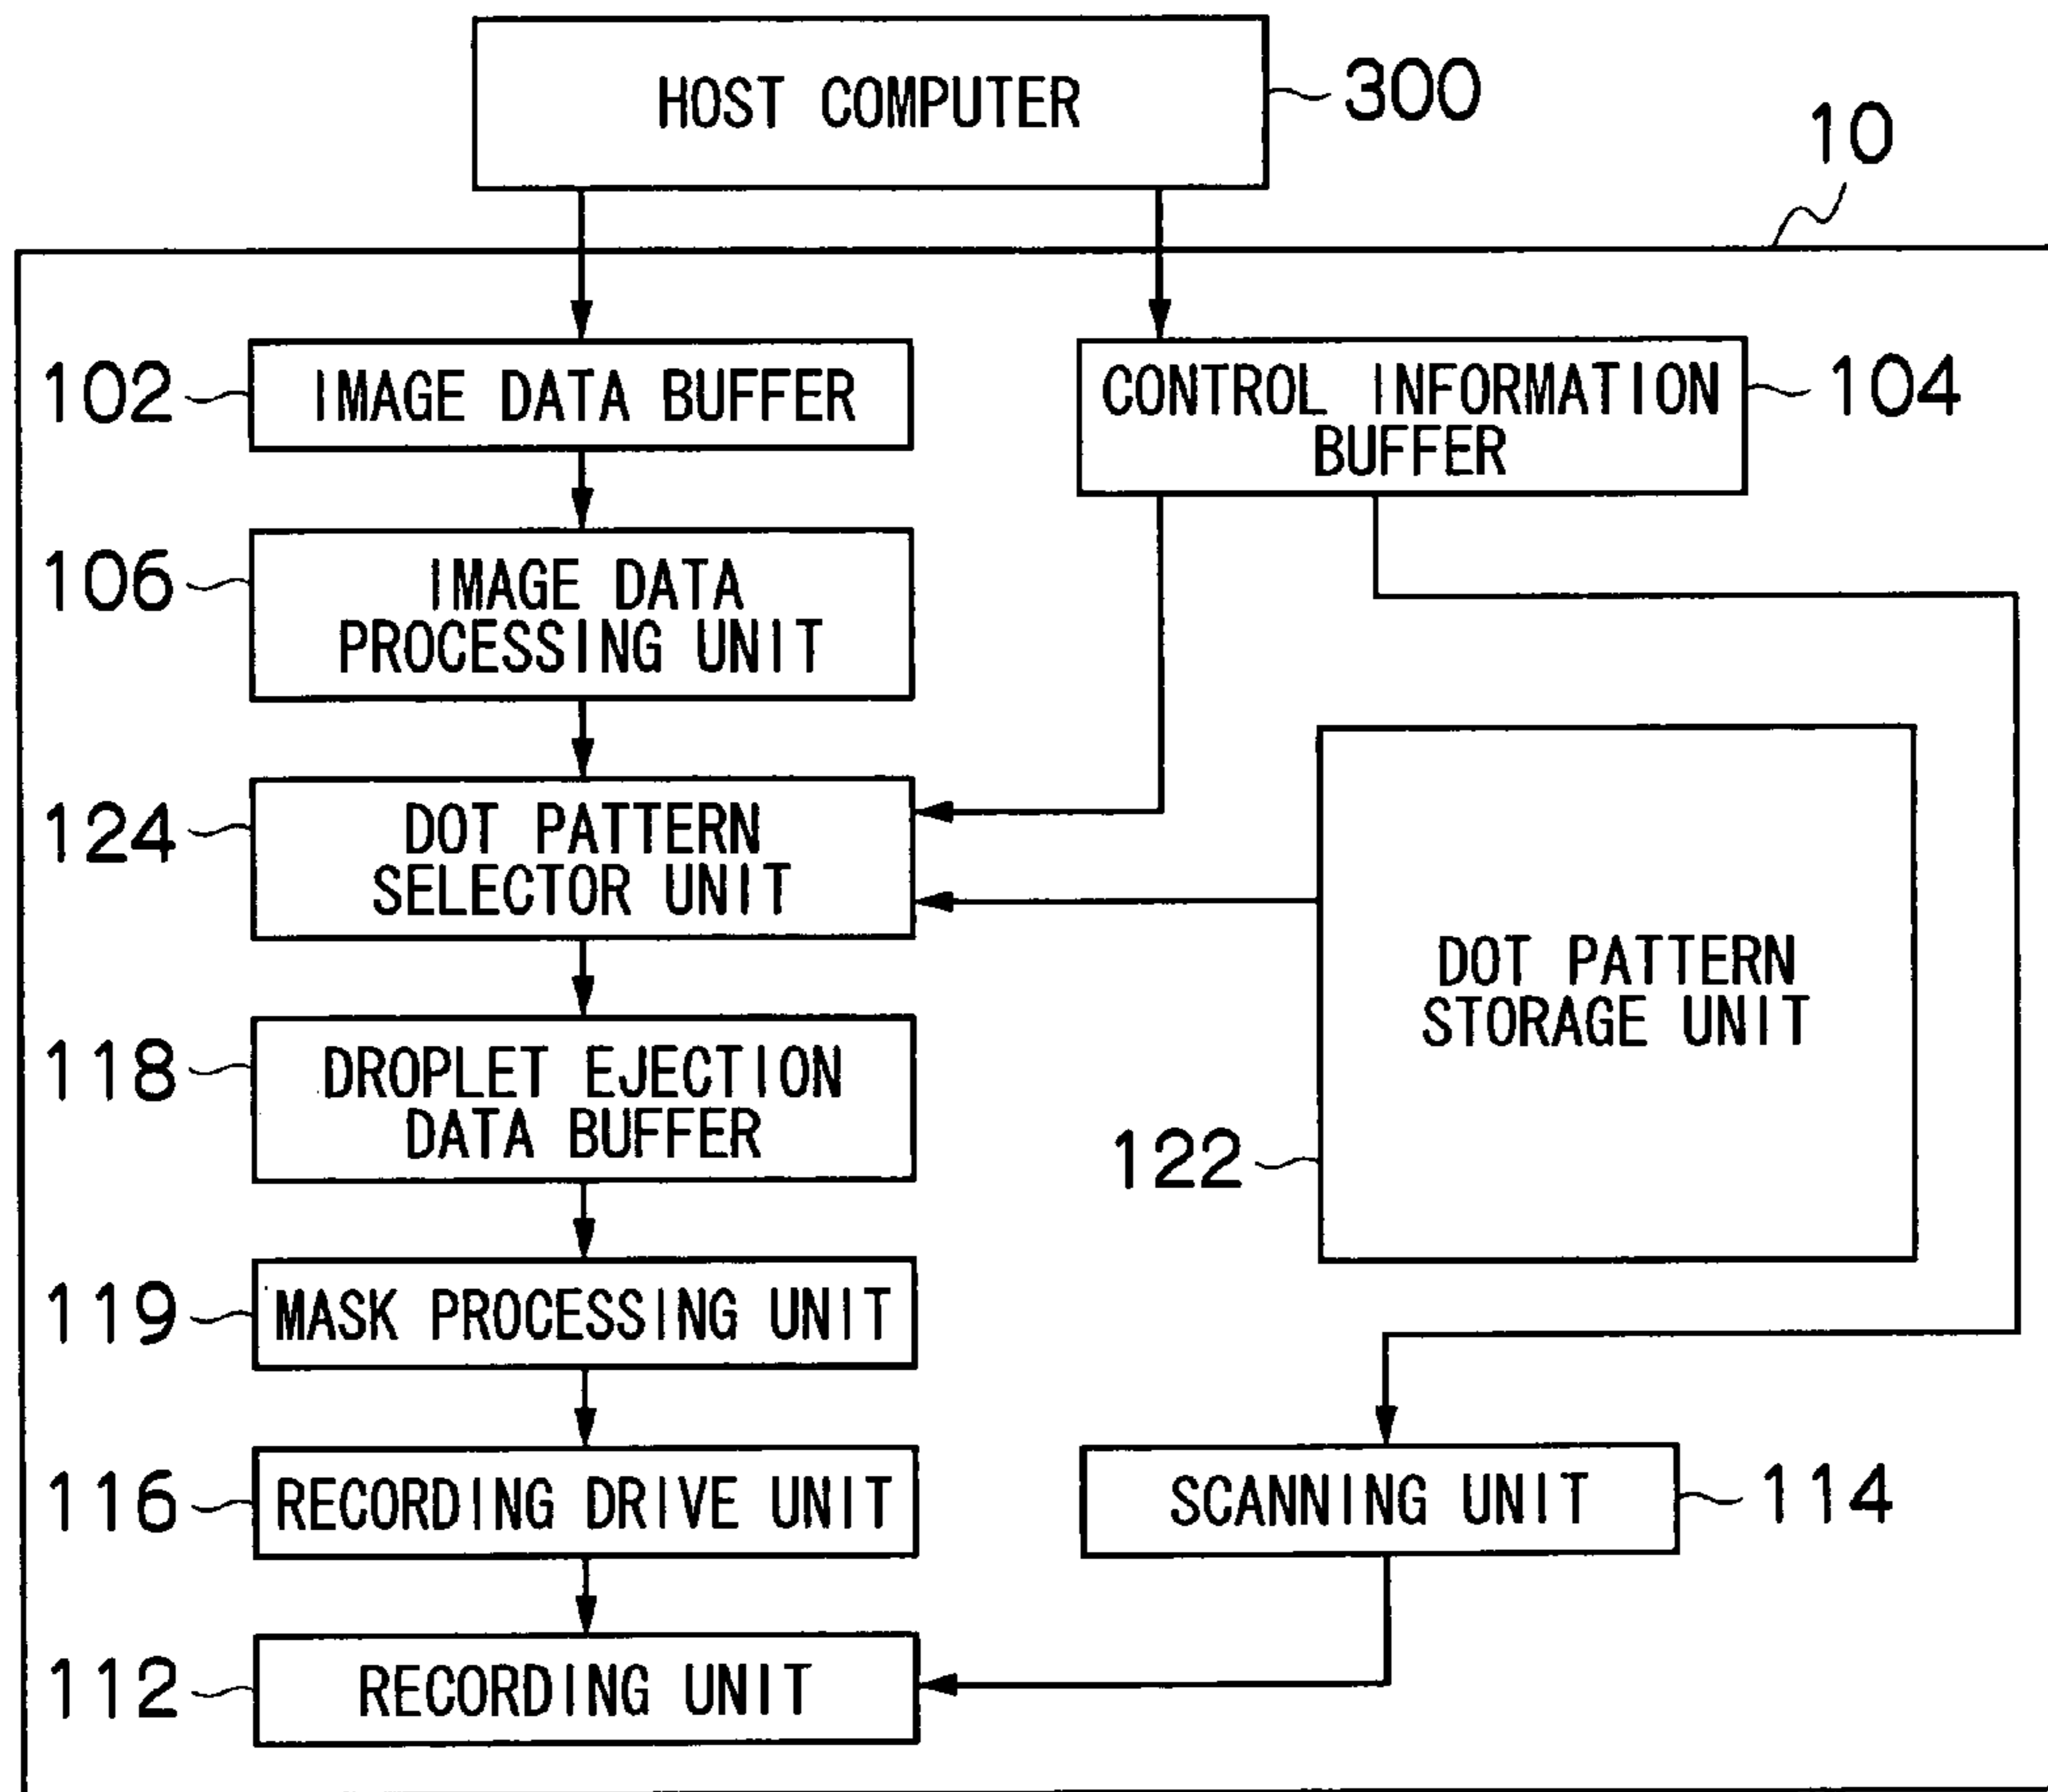 HOST COMPUTER
300
10
102
IMAGE DATA BUFFER
CONTROL INFORMATION
BUFFER
104
106
IMAGE DATA
PROCESSING UNIT
124
DOT PATTERN
SELECTOR UNIT
DOT PATTERN
STORAGE UNIT
122
118
DROPLET EJECTION
DATA BUFFER
119
MASK PROCESSING UNIT
116
RECORDING DRIVE UNIT
SCANNING UNIT
114
112
RECORDING UNIT